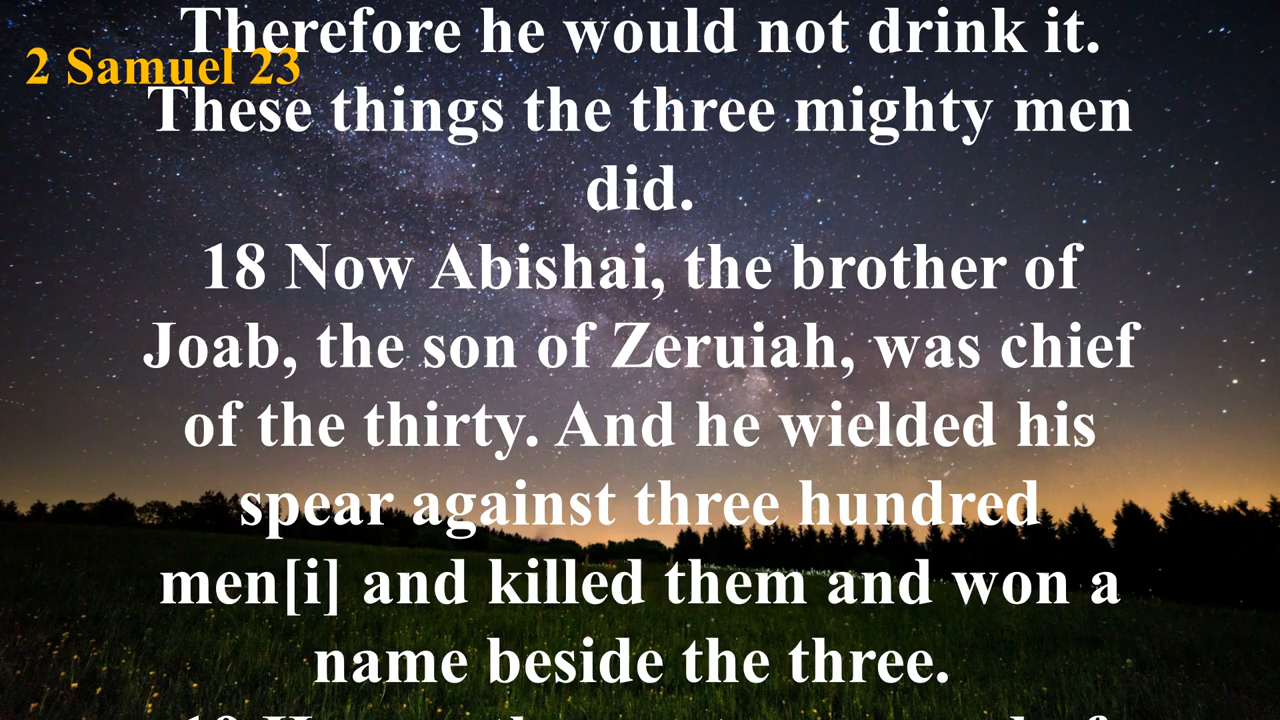 Therefore he would not drink it.
2 Samuel 23
These things the three mighty men
did.
18 Now Abishai, the brother of
Joab, the son of Zeruiah, was chief
of the thirty. And he wielded his
spear against three hundred
men[i] and killed them and won a
name beside the three.